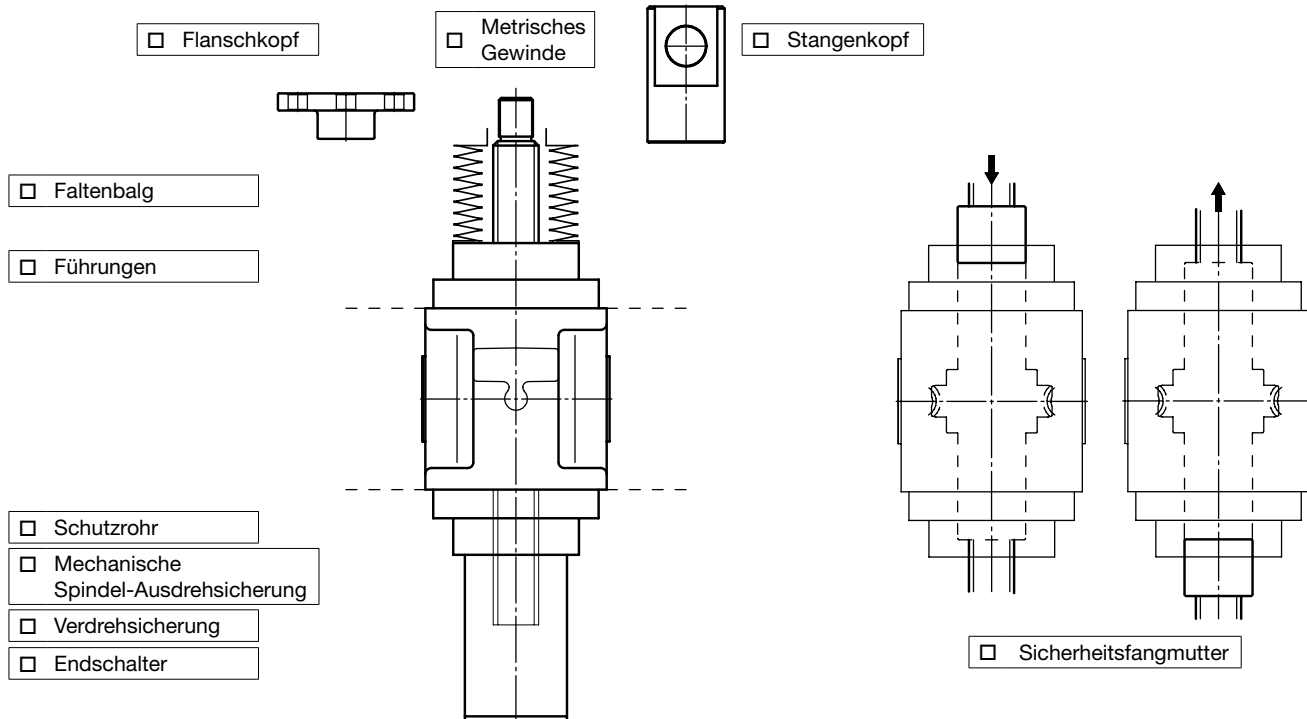 Flanschkopf
Metrisches
Gewinde
Stangenkopf
Faltenbalg
Führungen
Schutzrohr
Mechanische
Spindel-Ausdrehsicherung
Verdrehsicherung
Endschalter
Sicherheitsfangmutter